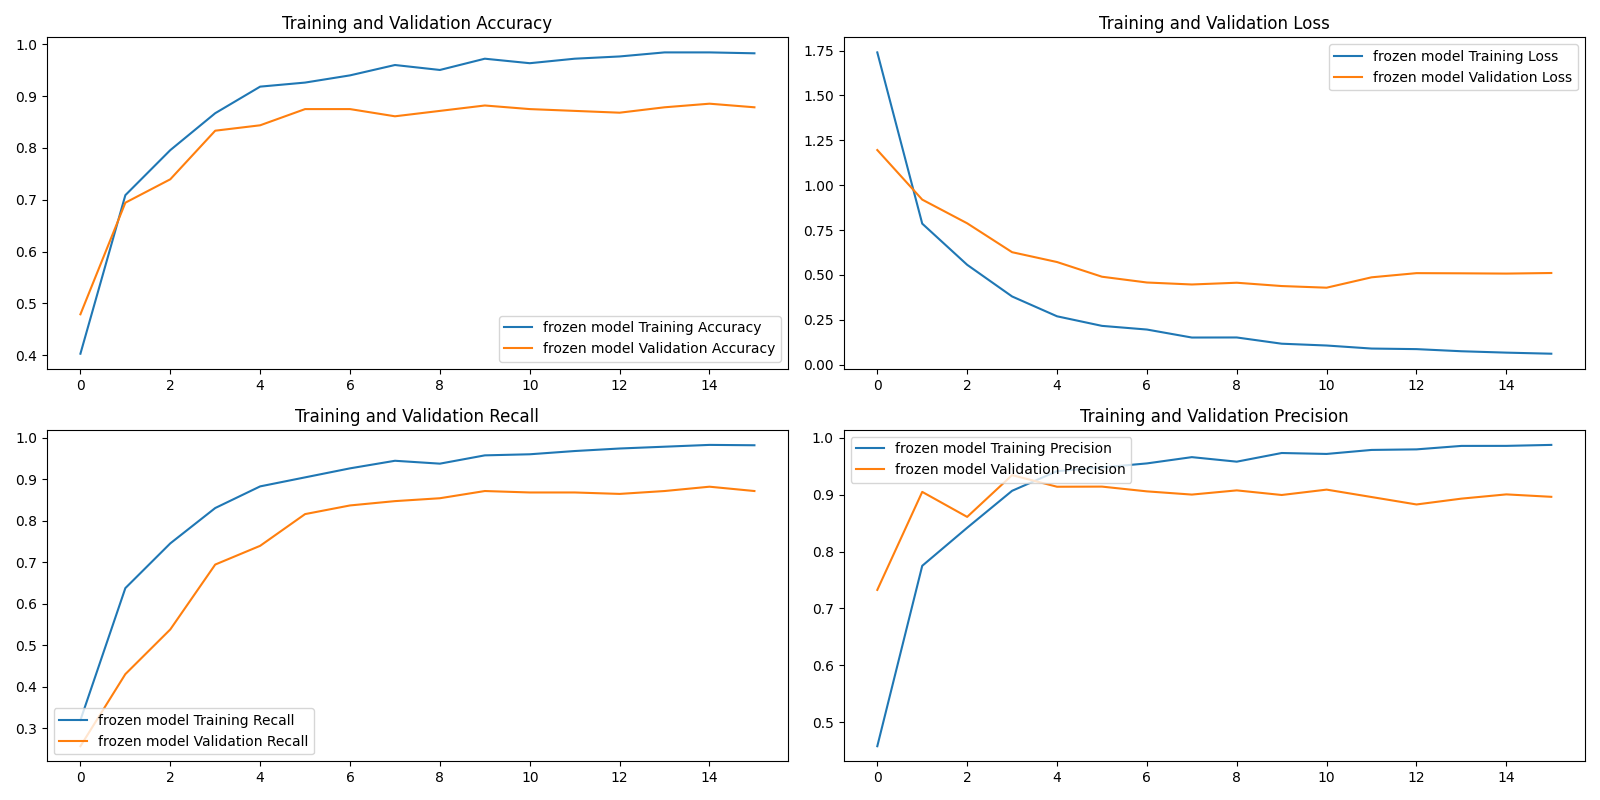 Training and Validation Accuracy
1.0
0.9
0.8
0.7
0.6
0.5
0.4
frozen model Training Accuracy
frozen model Validation Accuracy
0 2 4 6 8 10 12 14
Training and Validation Loss
1.75
1.50
1.25
1.00
0.75
0.50
0.25
0.00
frozen model Training Loss
frozen model Validation Loss
0 2 4 6 8 10 12 14
Training and Validation Recall
1.0
0.9
0.8
0.7
0.6
0.5
0.4
0.3
frozen model Training Recall
frozen model Validation Recall
0 2 4 6 8 10 12 14
Training and Validation Precision
1.0
0.9
0.8
0.7
0.6
0.5
frozen model Training Precision
frozen model Validation Precision
0 2 4 6 8 10 12 14